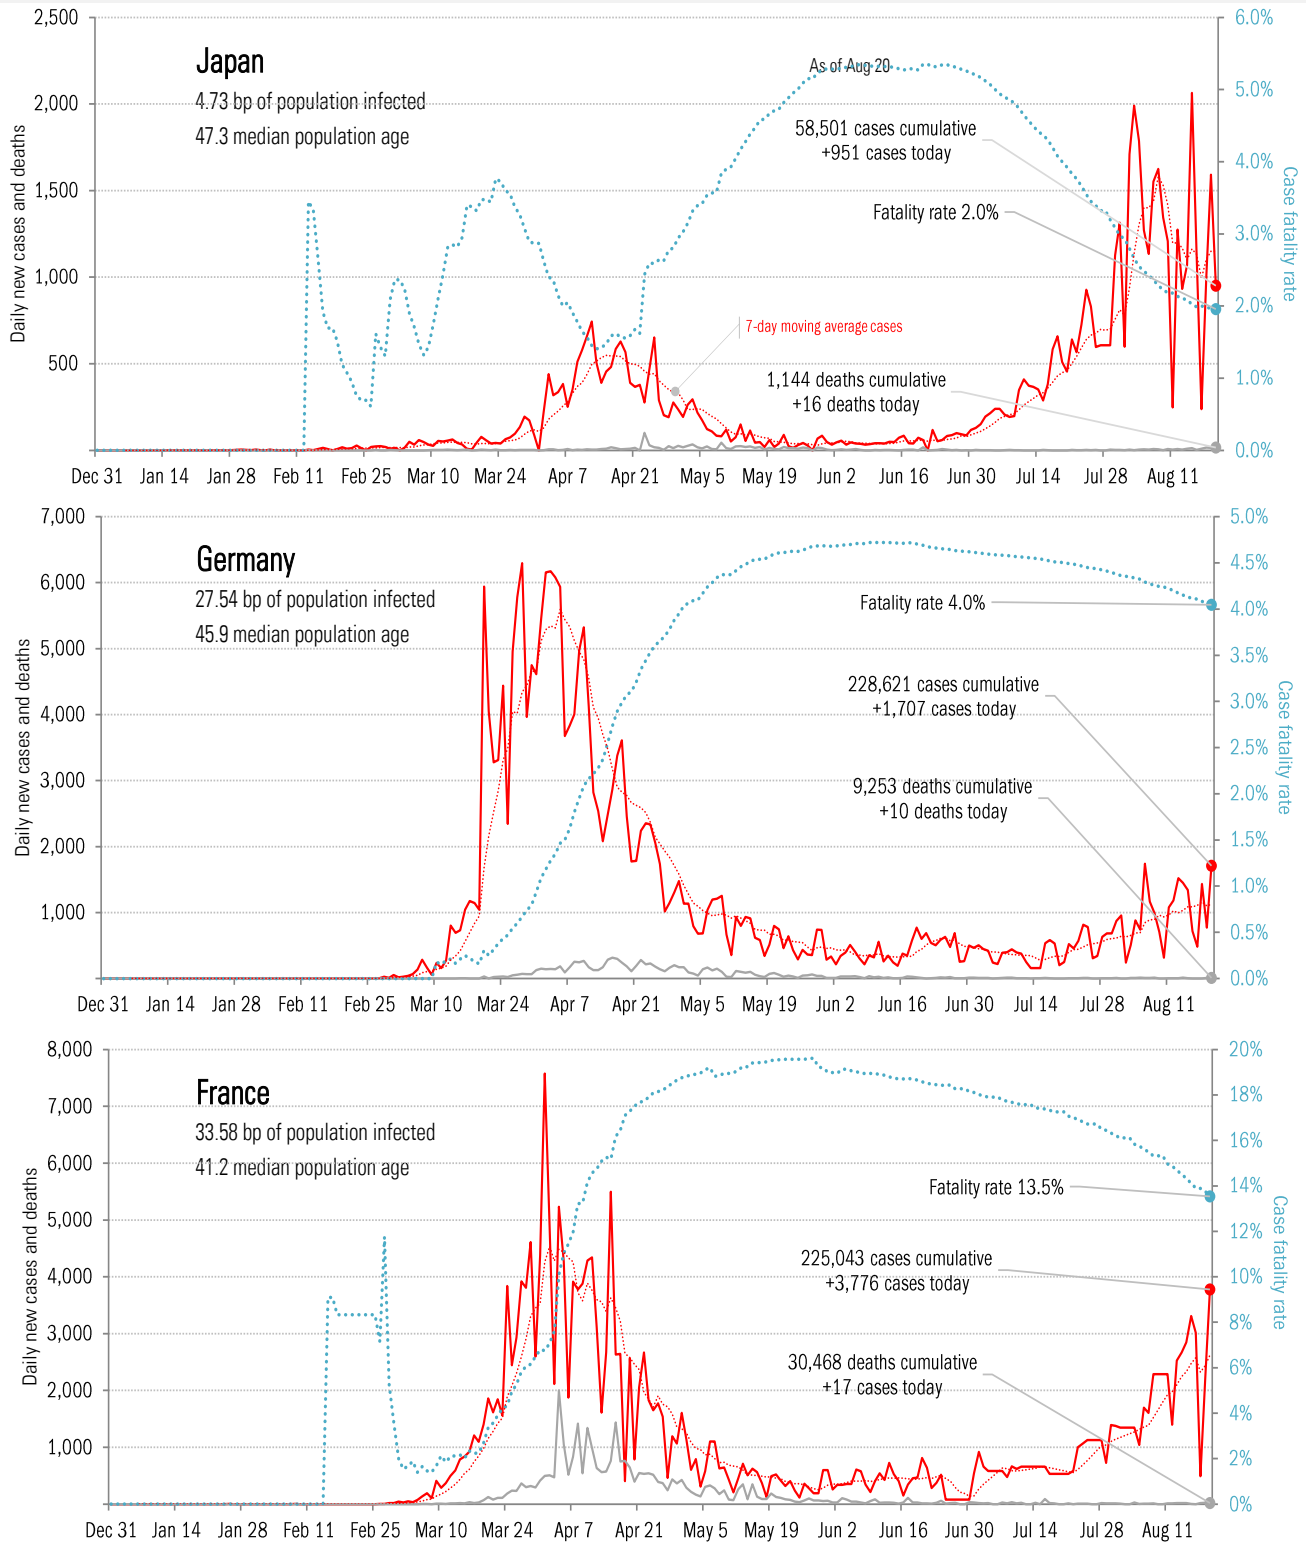 2,500
2,000
1,500
1,000
500
Daily new cases and deaths
Japan
4.73 bp of population infected
47.3 median population age
As of Aug 20
58,501 cases cumulative
+951 cases today
Fatality rate 2.0%
7-day moving average cases
1,144 deaths cumulative
+16 deaths today
6.0%
5.0%
4.0%
3.0%
2.0%
1.0%
0.0%
Case fatality rate
Dec 31 Jan 14 Jan 28 Feb 11 Feb 25 Mar 10 Mar 24 Apr 7 Apr 21 May 5 May 19 Jun 2 Jun 16 Jun 30 Jul 14 Jul 28 Aug 11
7,000
6,000
5,000
4,000
3,000
2,000
1,000
Daily new cases and deaths
Germany
27.54 bp of population infected
45.9 median population age
Fatality rate 4.0%
228,621 cases cumulative
+1,707 cases today
9,253 deaths cumulative
+10 deaths today
5.0%
4.5%
4.0%
3.5%
3.0%
2.5%
2.0%
1.5%
1.0%
0.5%
0.0%
Case fatality rate
Dec 31 Jan 14 Jan 28 Feb 11 Feb 25 Mar 10 Mar 24 Apr 7 Apr 21 May 5 May 19 Jun 2 Jun 16 Jun 30 Jul 14 Jul 28 Aug 11
8,000
7,000
6,000
5,000
4,000
3,000
2,000
1,000
Daily new cases and deaths
France
33.58 bp of population infected
41.2 median population age
Fatality rate 13.5%
225,043 cases cumulative
+3,776 cases today
30,468 deaths cumulative
+17 cases today
20%
18%
16%
14%
12%
10%
8%
6%
4%
2%
0%
Case fatality rate
Dec 31 Jan 14 Jan 28 Feb 11 Feb 25 Mar 10 Mar 24 Apr 7 Apr 21 May 5 May 19 Jun 2 Jun 16 Jun 30 Jul 14 Jul 28 Aug 11